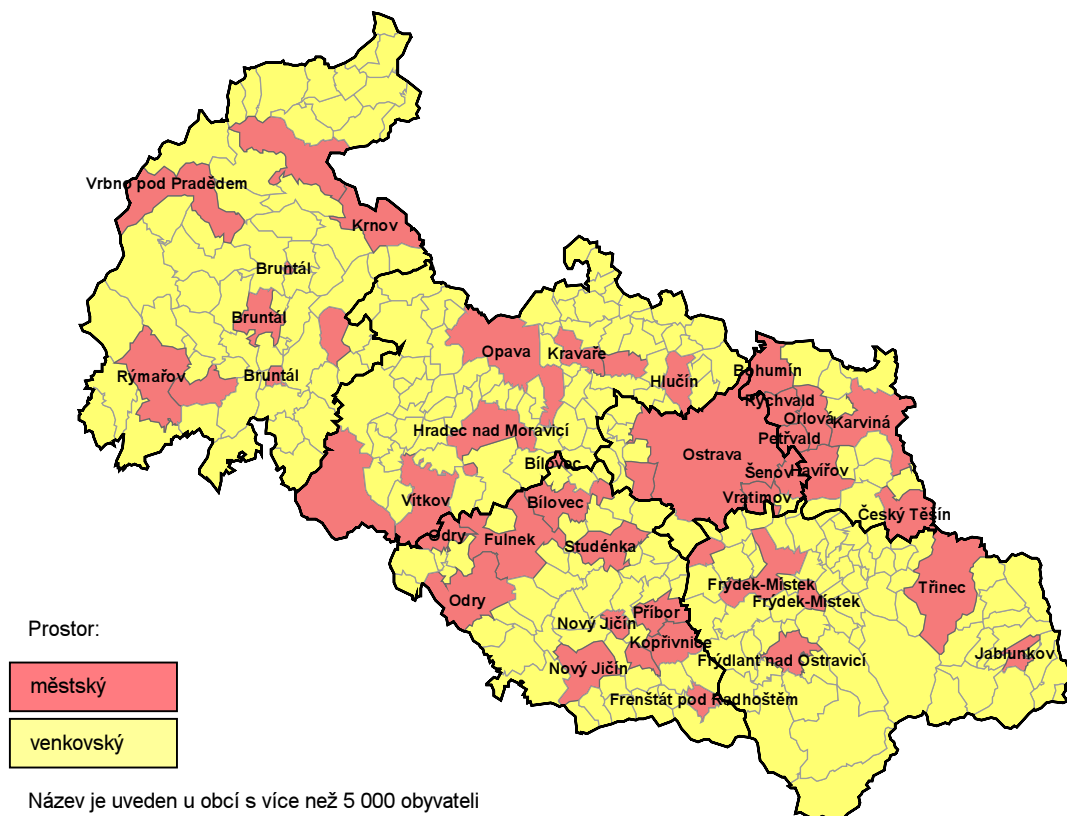 Vrbno pod Pradědem
Krnov
Bruntál
Bruntál
Bruntál
Rýmařov
Opava
Kravaře
Hlučín
Bohumín
Rychvald
Orlová
Karviná
Petřvald
Hradec nad Moravicí
Ostrava
Šenov
Havířov
Bílovec
Vítkov
Bílovec
Vratimov
Český Těšín
Odry
Fulnek
Studénka
Frýdek-Místek
Třinec
Odry
Frýdek-Místek
Příbor
Nový Jičín
Kopřivnice
Jablunkov
Nový Jičín
Frýdlant nad Ostravicí
Frenštát pod Radhoštěm
Prostor:
městský
venkovský
Název je uveden u obcí s více než 5 000 obyvateli